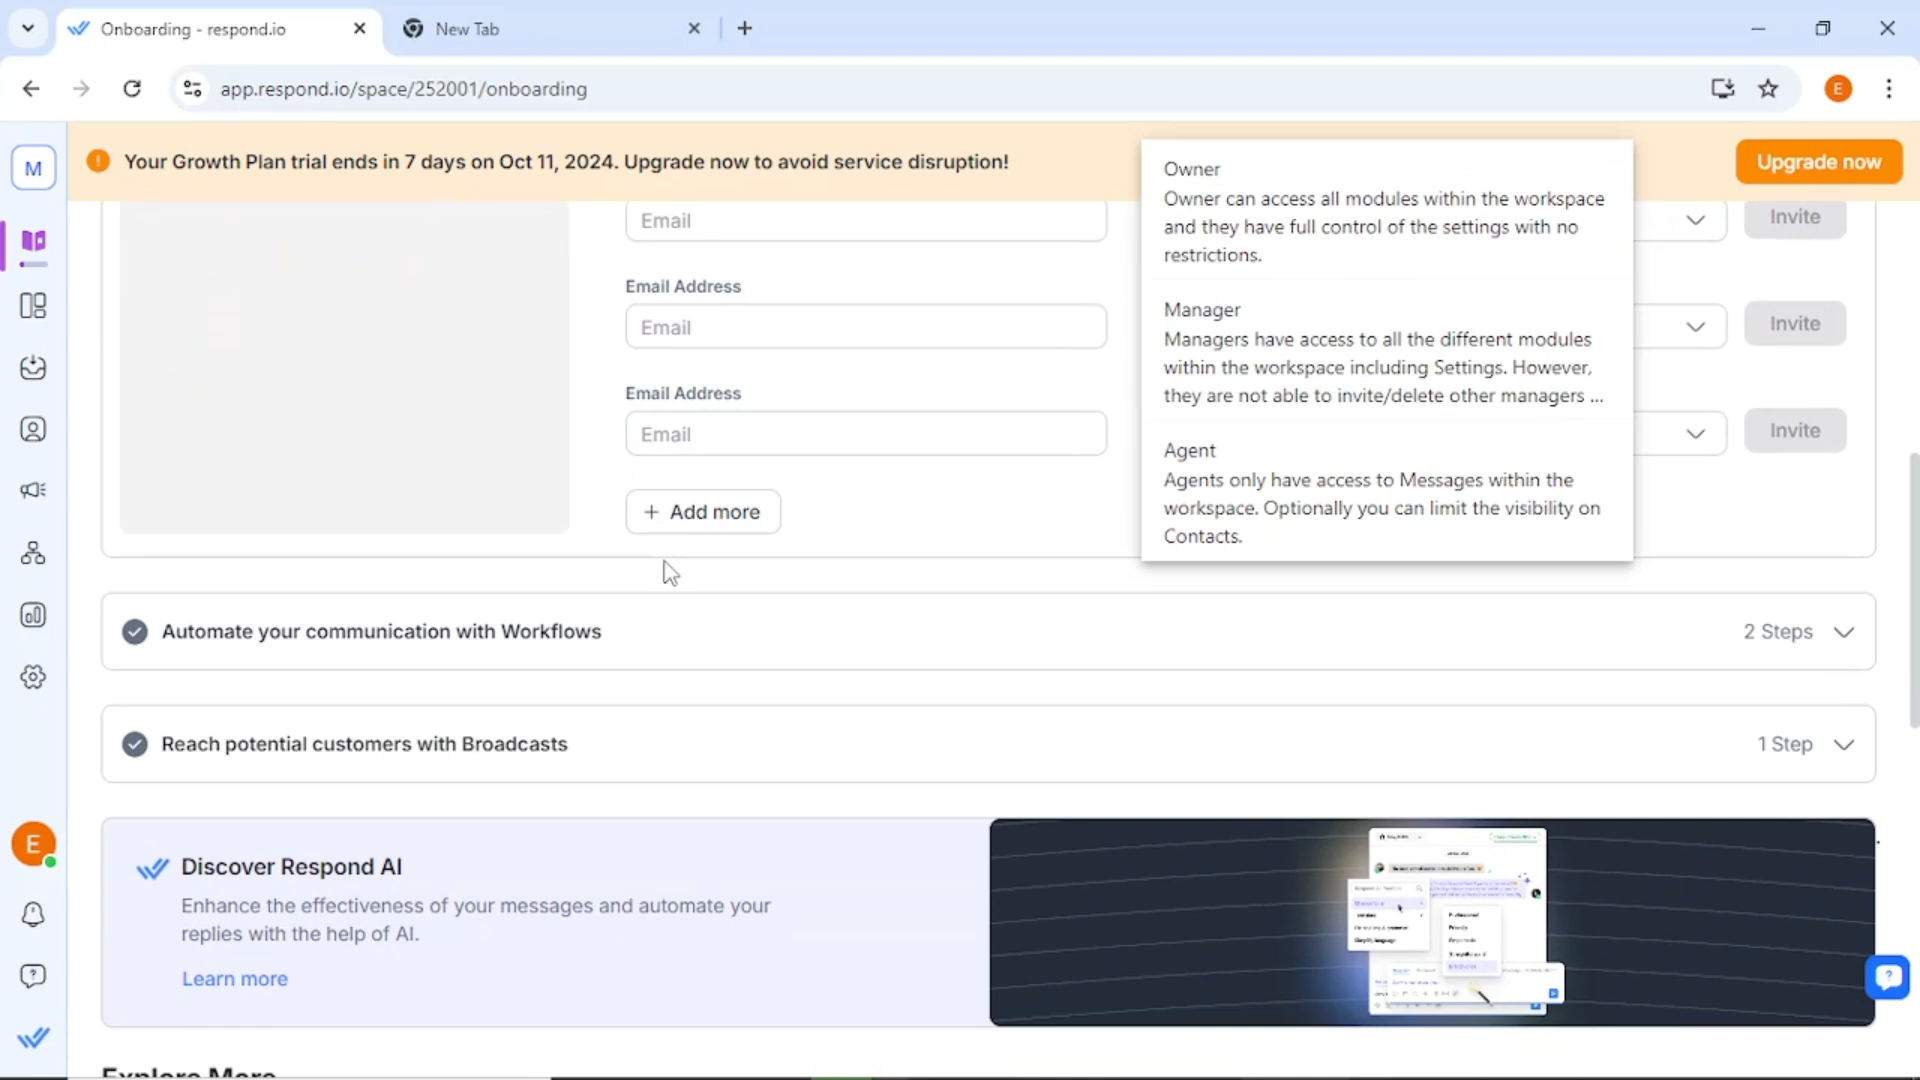 Onboarding - respond.io
New Tab
app.respond.io/space/252001/onboarding
E
M
Your Growth Plan trial ends in 7 days on Oct 11, 2024. Upgrade now to avoid service disruption!
Upgrade now
Email
Invite
Email Address
Email
Invite
Email Address
Email
Invite
+ Add more
Owner
Owner can access all modules within the workspace
and they have full control of the settings with no
restrictions.
Manager
Managers have access to all the different modules
within the workspace including Settings. However,
they are not able to invite/delete other managers ...
Agent
Agents only have access to Messages within the
workspace. Optionally you can limit the visibility on
Contacts.
Automate your communication with Workflows
2 Steps
Reach potential customers with Broadcasts
1 Step
E
Discover Respond AI
Enhance the effectiveness of your messages and automate your
replies with the help of AI.
Learn more
Explore More